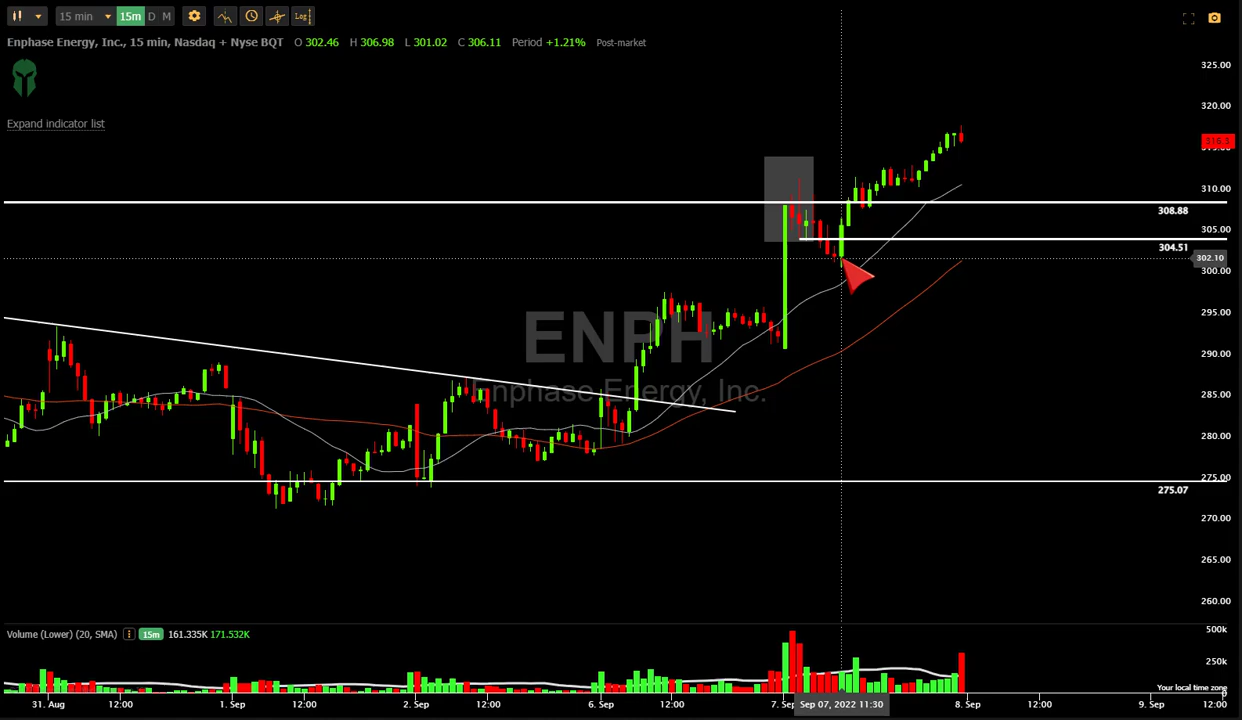 15 min 15m D M Log
Enphase Energy, Inc., 15 min, Nasdaq + Nyse BQT O 302.46 H 306.98 L 301.02 C 306.11 Period +1.21% Post-market
Expand indicator list
325.00
320.00
316.3
310.00
308.88
305.00
304.51
302.10
300.00
295.00
ENPH
290.00
Enphase Energy, Inc.
285.00
280.00
275.00
275.07
270.00
265.00
260.00
Volume (Lower) (20, SMA) 15m 161.335K 171.532K
500k
250k
Your local time zone
0
31. Aug 12:00 1. Sep 12:00 2. Sep 12:00 6. Sep 12:00 7. Sep Sep 07, 2022 11:30 8. Sep 12:00 9. Sep 12:00